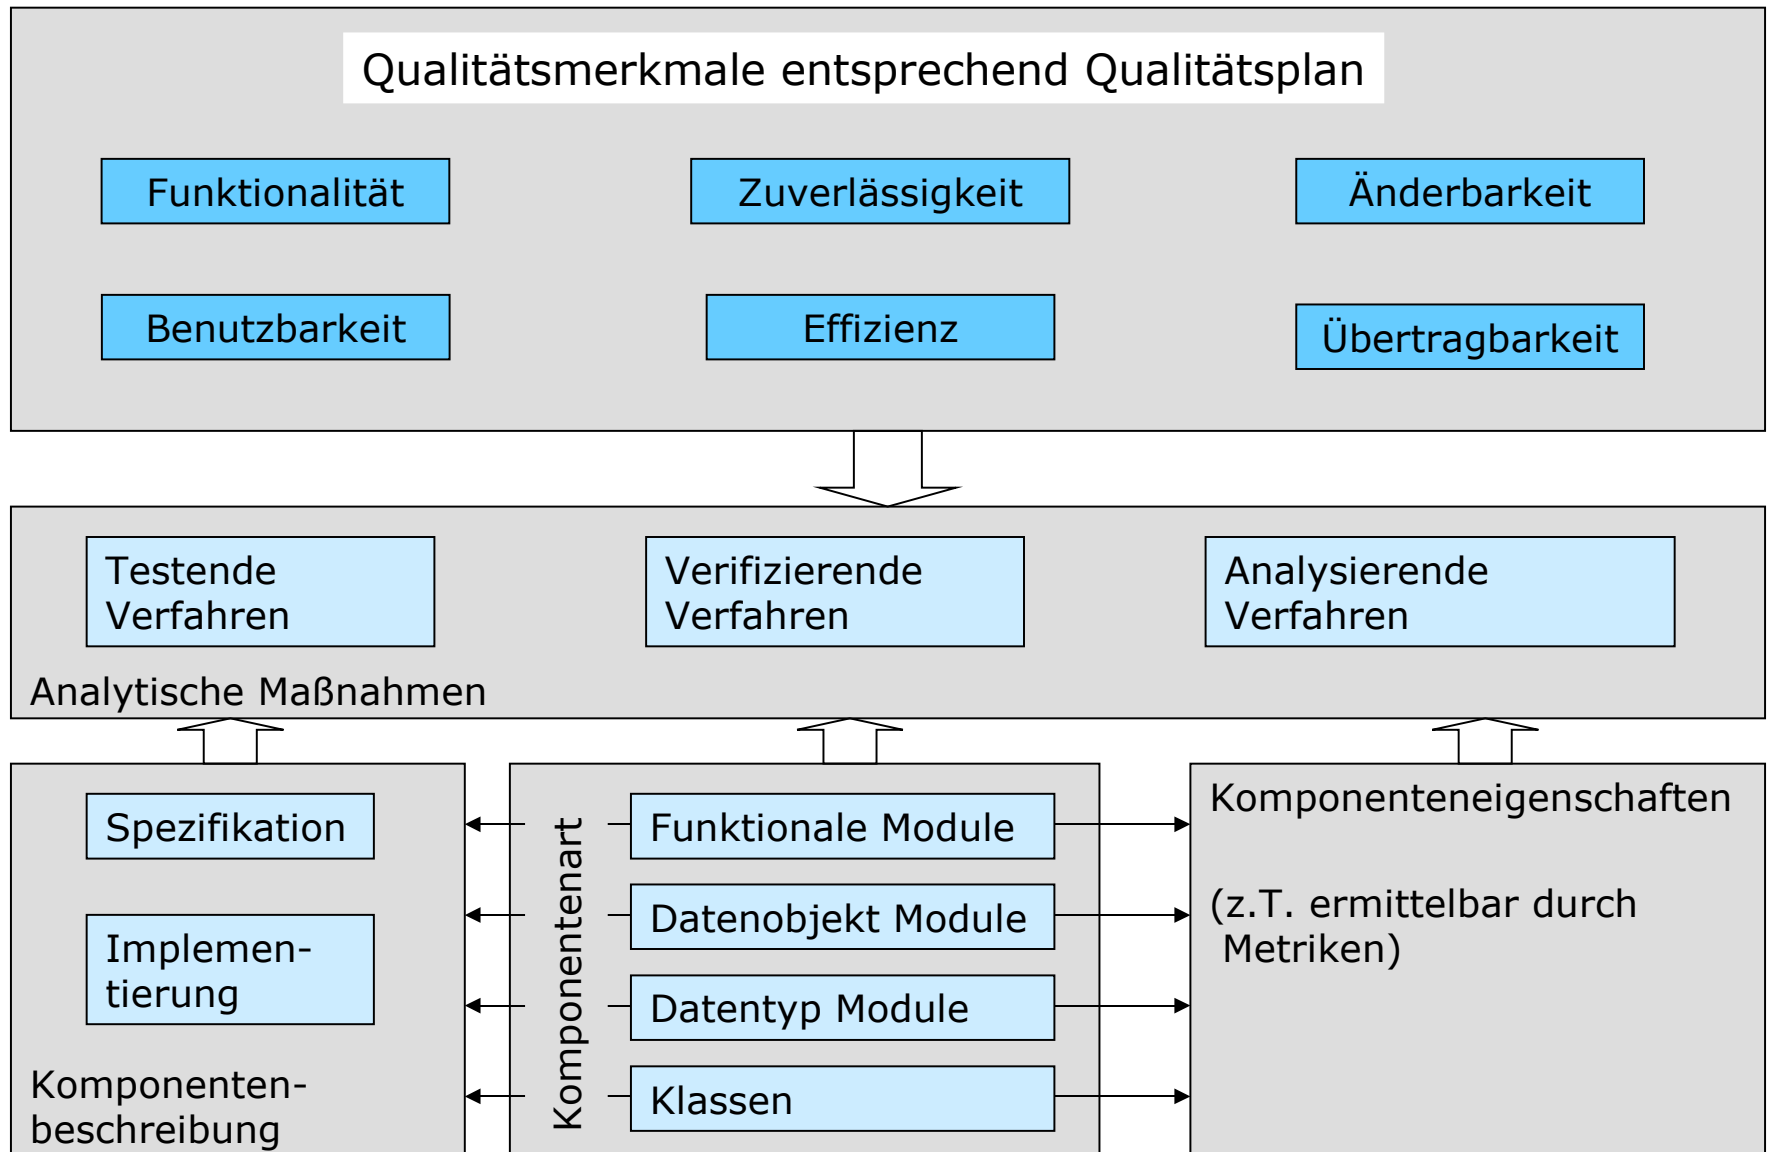 Qualitätsmerkmale entsprechend Qualitätsplan
Funktionalität
Zuverlässigkeit
Änderbarkeit
Benutzbarkeit
Effizienz
Übertragbarkeit
Testende
Verfahren
Verifizierende
Verfahren
Analysierende
Verfahren
Analytische Maßnahmen
Spezifikation
Implemen-
tierung
Komponenten-
beschreibung
Komponentenart
Funktionale Module
Datenobjekt Module
Datentyp Module
Klassen
Komponenteneigenschaften
(z.T. ermittelbar durch
Metriken)